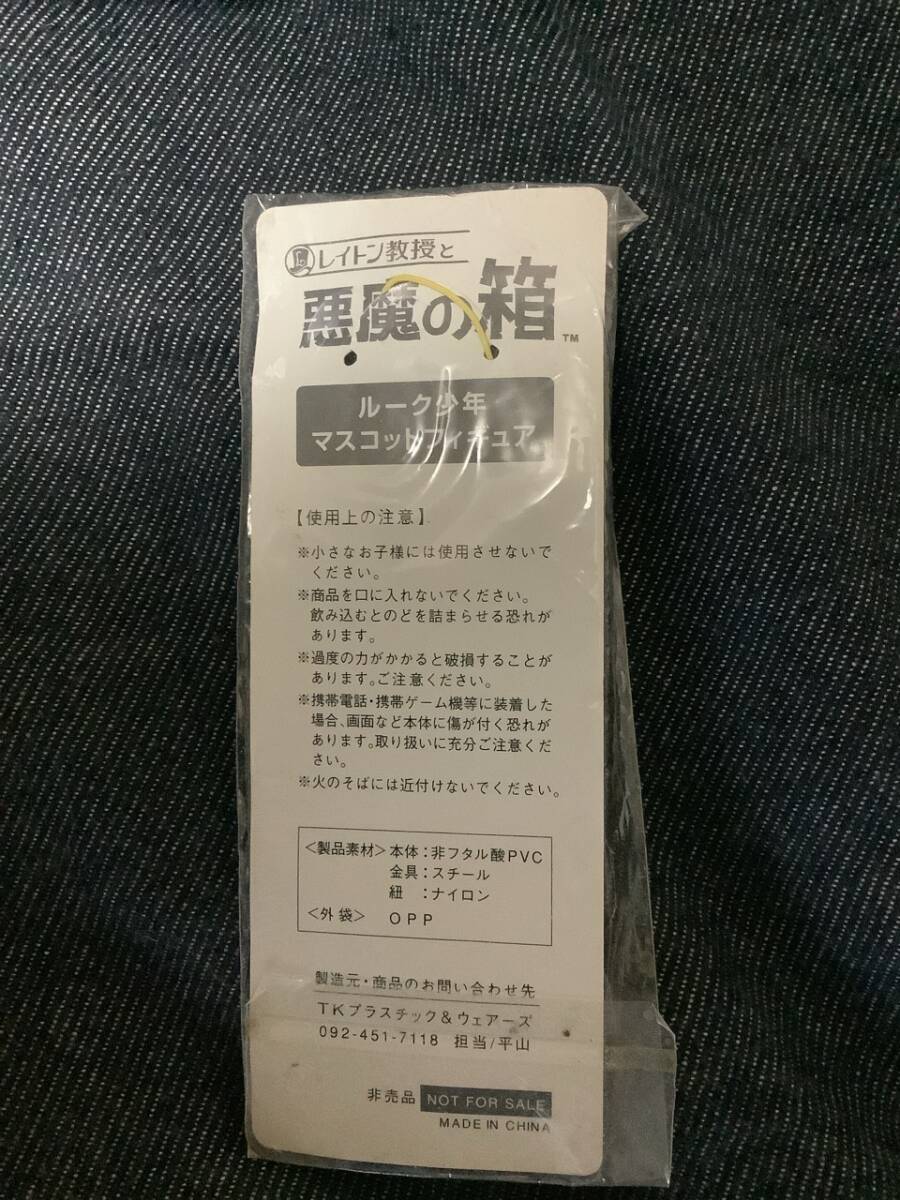 レイトン教授と
悪魔の箱™
ルーク少年
マスコットフィギュア
【使用上の注意】
※小さなお子様には使用させないで
ください。
※商品を口に入れないでください。
飲み込むとのどを詰まらせる恐れが
あります。
※過度の力がかかると破損することが
あります。ご注意ください。
※携帯電話・携帯ゲーム機等に装着した
場合、画面など本体に傷が付く恐れが
あります。取り扱いに充分ご注意くだ
さい。
※火のそばには近付けないでください。
<製品素材> 本体：非フタル酸PVC
金具：スチール
紐　：ナイロン
<外袋> OPP
製造元・商品のお問い合わせ先
TKプラスチック&ウェアーズ
092-451-7118 担当/平山
非売品 NOT FOR SALE
MADE IN CHINA